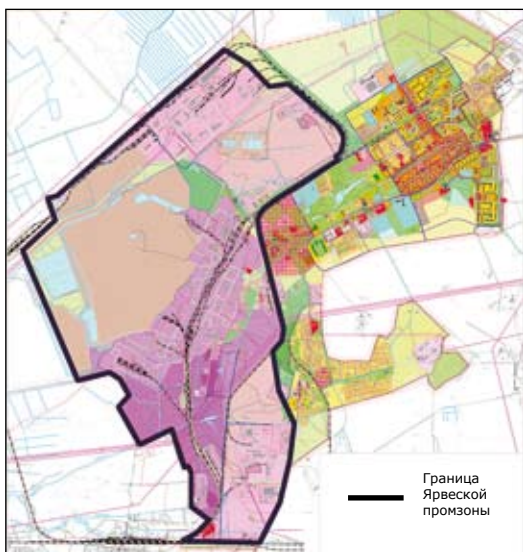 Граница
Ярвеской
промзоны